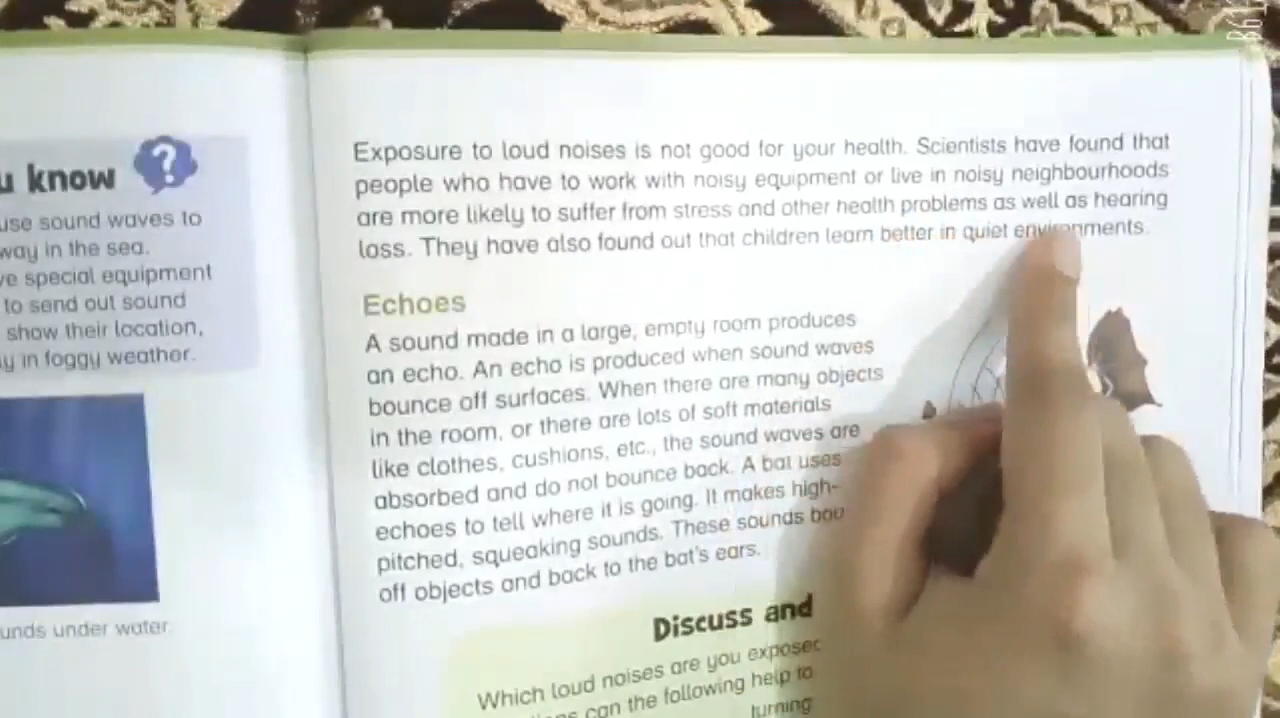 u know
?
use sound waves to
way in the sea.
ve special equipment
to send out sound
show their location,
y in foggy weather.
unds under water.
Exposure to loud noises is not good for your health. Scientists have found that
people who have to work with noisy equipment or live in noisy neighbourhoods
are more likely to suffer from stress and other health problems as well as hearing
loss. They have also found out that children learn better in quiet environments.
Echoes
A sound made in a large, empty room produces
an echo. An echo is produced when sound waves
bounce off surfaces. When there are many objects
in the room, or there are lots of soft materials
like clothes, cushions, etc., the sound waves are
absorbed and do not bounce back. A bat uses
echoes to tell where it is going. It makes high-
pitched, squeaking sounds. These sounds bou
off objects and back to the bat's ears.
Discuss and
Which loud noises are you exposed
can the following help to
turning